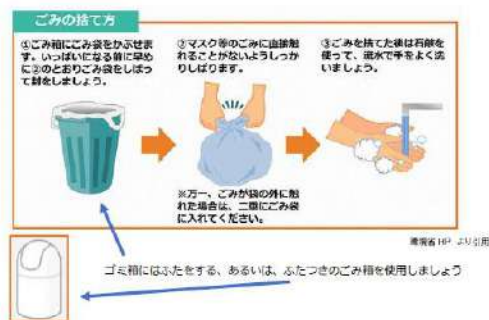 ごみの捨て方
①ごみ箱にごみ袋をかぶせま
す。いっぱいになる前に早め
に②のとおりごみ袋をしばっ
て封をしましょう。
②マスク等のごみに直接触
れることがないようしっか
りしばります。
※万一、ごみが袋の外に触
れた場合は、二重にごみ袋
に入れてください。
③ごみを捨てた後は石鹸を
使って、流水で手をよく洗
いましょう。
環境省 HP より引用
ゴミ箱にはふたをする、あるいは、ふたつきのごみ箱を使用しましょう